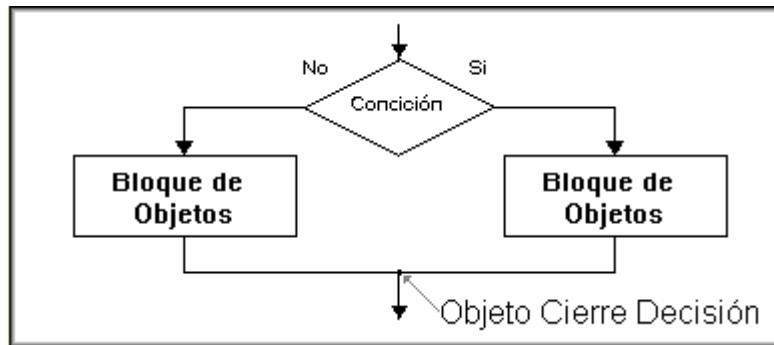 No
Si
Concición
Bloque de
Objetos
Bloque de
Objetos
Objeto Cierre Decisión